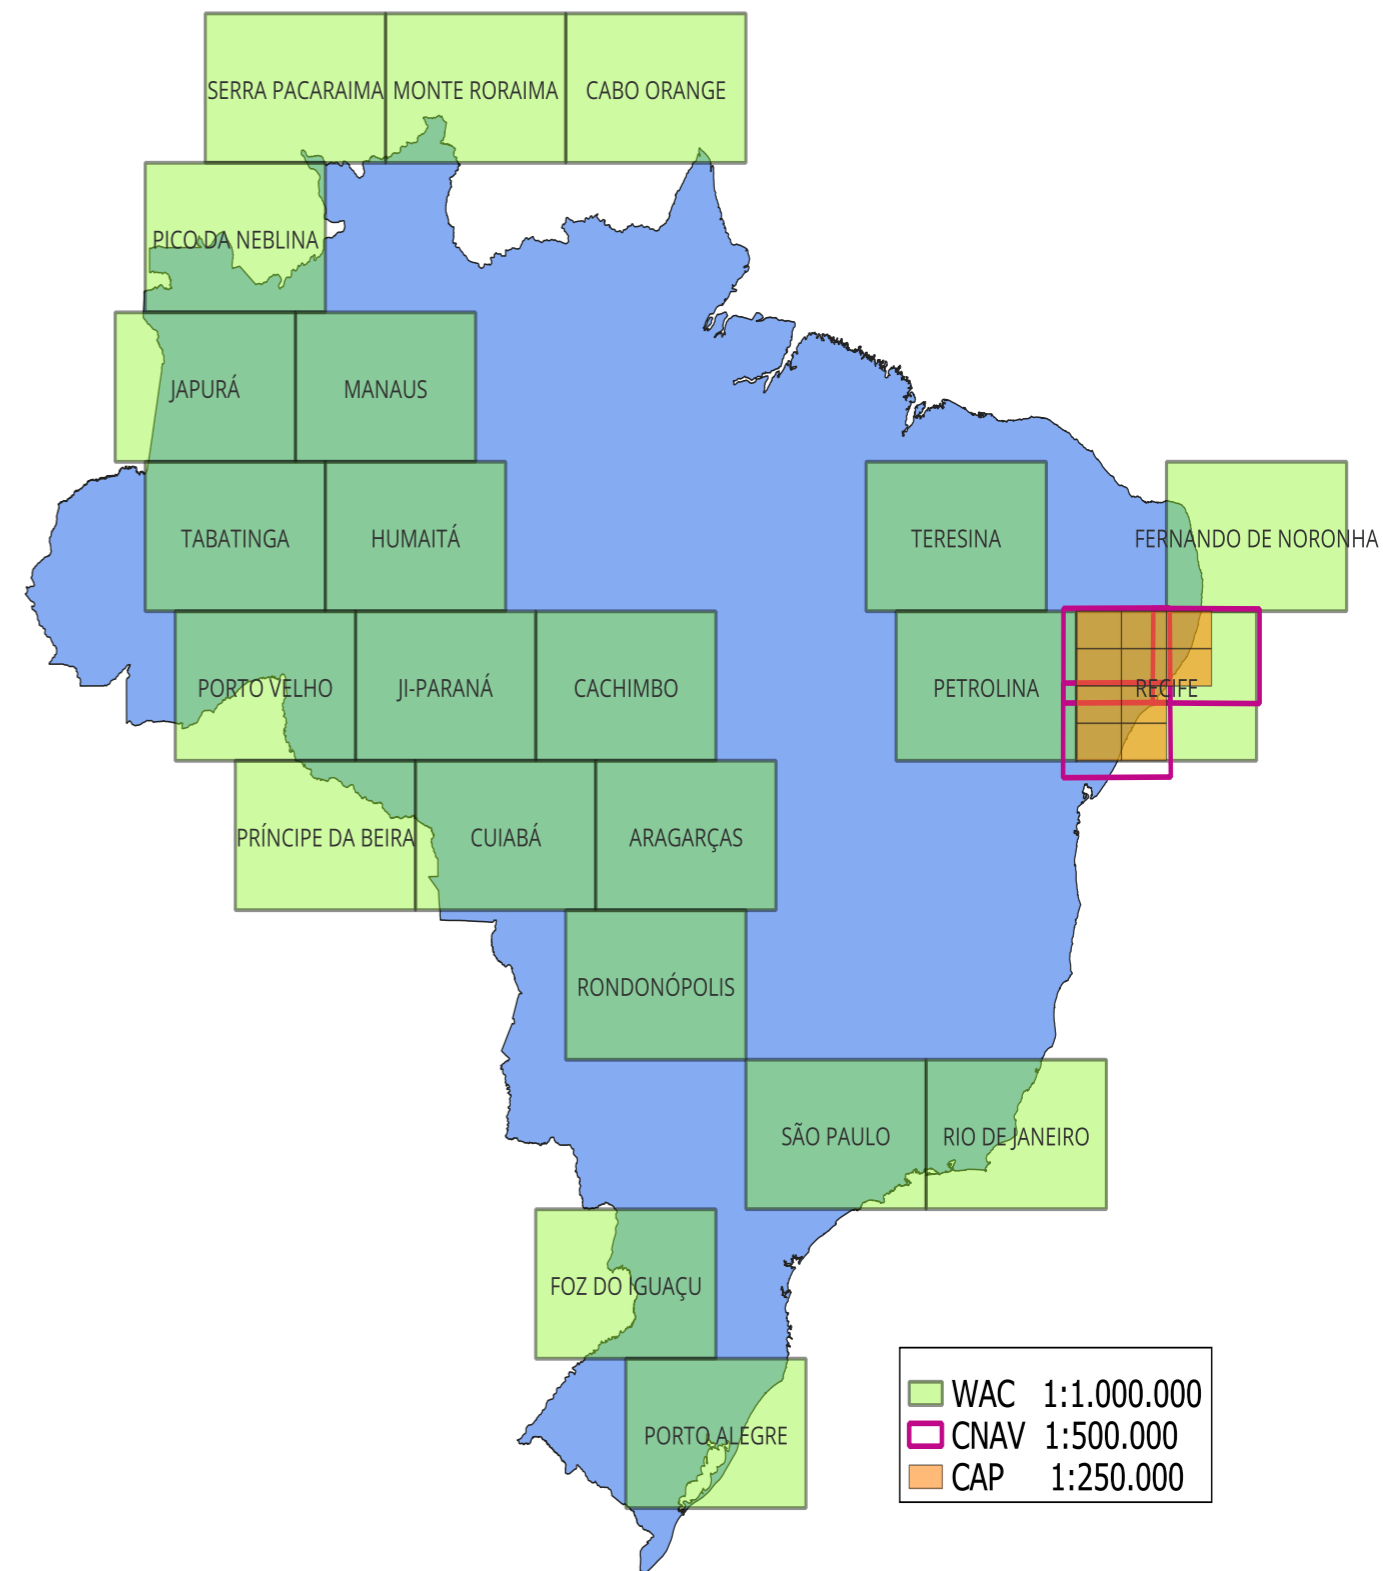 SERRA PACARAIMA
MONTE RORAIMA
CABO ORANGE
PICO DA NEBLINA
JAPURÁ
MANAUS
TABATINGA
HUMAITÁ
TERESINA
FERNANDO DE NORONHA
PORTO VELHO
JI-PARANÁ
CACHIMBO
PETROLINA
RECIFE
PRÍNCIPE DA BEIRA
CUIABÁ
ARAGARÇAS
RONDONÓPOLIS
SÃO PAULO
RIO DE JANEIRO
FOZ DO IGUAÇU
PORTO ALEGRE
WAC 1:1.000.000
CNAV 1:500.000
CAP 1:250.000